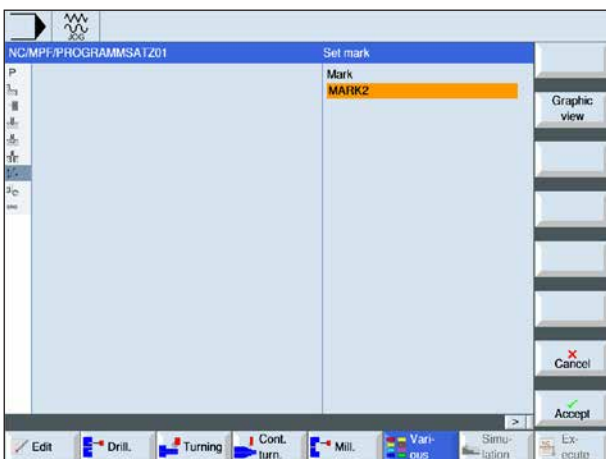 JOG
NC/MPF/PROGRAMMSATZ01
Set mark
P
Mark
MARK2
Graphic
view
Cancel
Accept
>
Edit
Drill.
Turning
Cont.
turn.
Mill.
Vari-
ous
Simu-
lation
Ex-
ecute